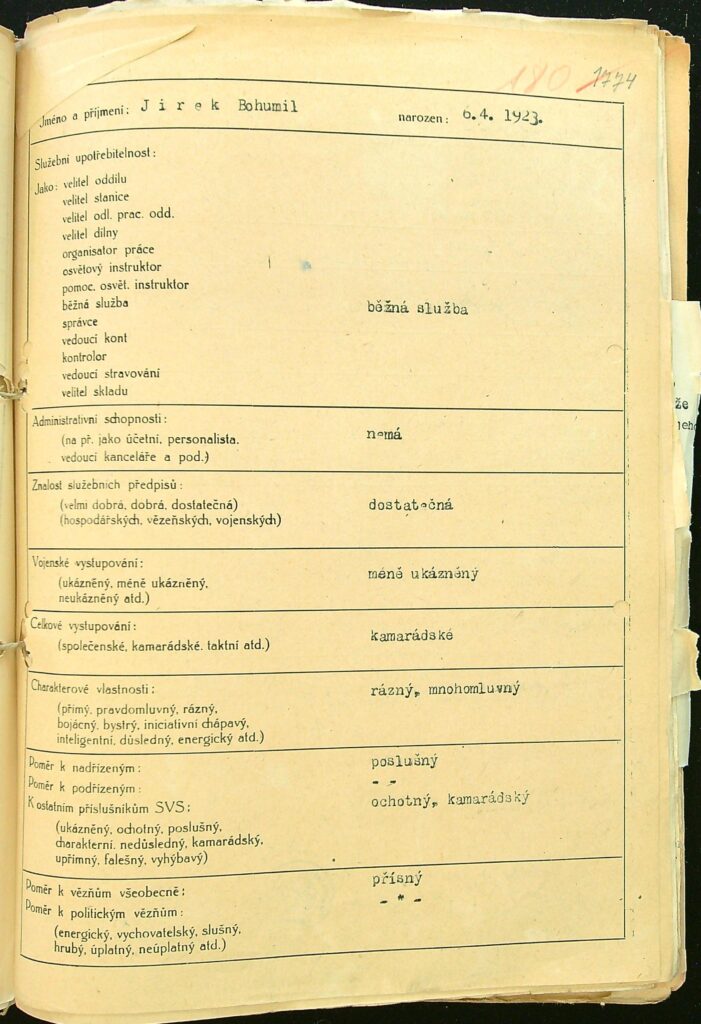 180 1774
Jméno a příjmení: J i r e k Bohumil narozen: 6.4. 1923.
Služební upotřebitelnost:
Jako: velitel oddílu
velitel stanice
velitel odl. prac. odd.
velitel dílny
organisator práce
osvětový instruktor
pomoc. osvět. instruktor
běžná služba běžná služba
správce
vedoucí kont
kontrolor
vedoucí stravování
velitel skladu
Administrativní schopnosti:
(na př. jako účetní, personalista. nemá
vedoucí kanceláře a pod.)
Znalost služebních předpisů:
(velmi dobrá, dobrá, dostatečná) dostatečná
(hospodářských, vězeňských, vojenských)
Vojenské vystupování:
(ukázněný, méně ukázněný, méně ukázněný
neukázněný atd.)
Celkové vystupování:
(společenské, kamarádské. taktní atd.) kamarádské
Charakterové vlastnosti: rázný, mnohomluvný
(přímý, pravdomluvný, rázný,
bojácný, bystrý, iniciativní chápavý,
inteligentní, důsledný, energický atd.)
Poměr k nadřízeným: poslušný
Poměr k podřízeným: - -
K ostatním příslušníkům SVS: ochotný, kamarádský
(ukázněný, ochotný, poslušný,
charakterní, nedůsledný, kamarádský,
upřímný, falešný, vyhýbavý)
Poměr k vězňům všeobecně: přísný
Poměr k politickým vězňům: - " -
(energický, vychovatelský, slušný,
hrubý, úplatný, neúplatný atd.)
že